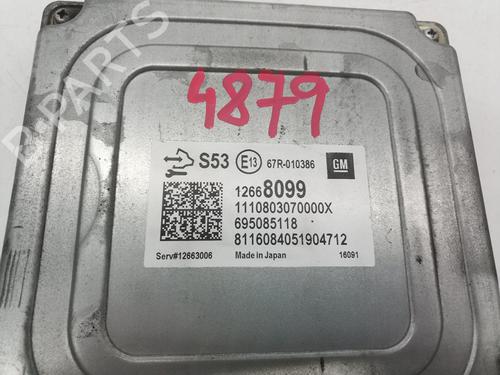 B-PARTS
4879
S53 E13 67R-010386 GM
12668099
1110803070000X
695085118
8116084051904712
Serv#12663006 Made in Japan 16091